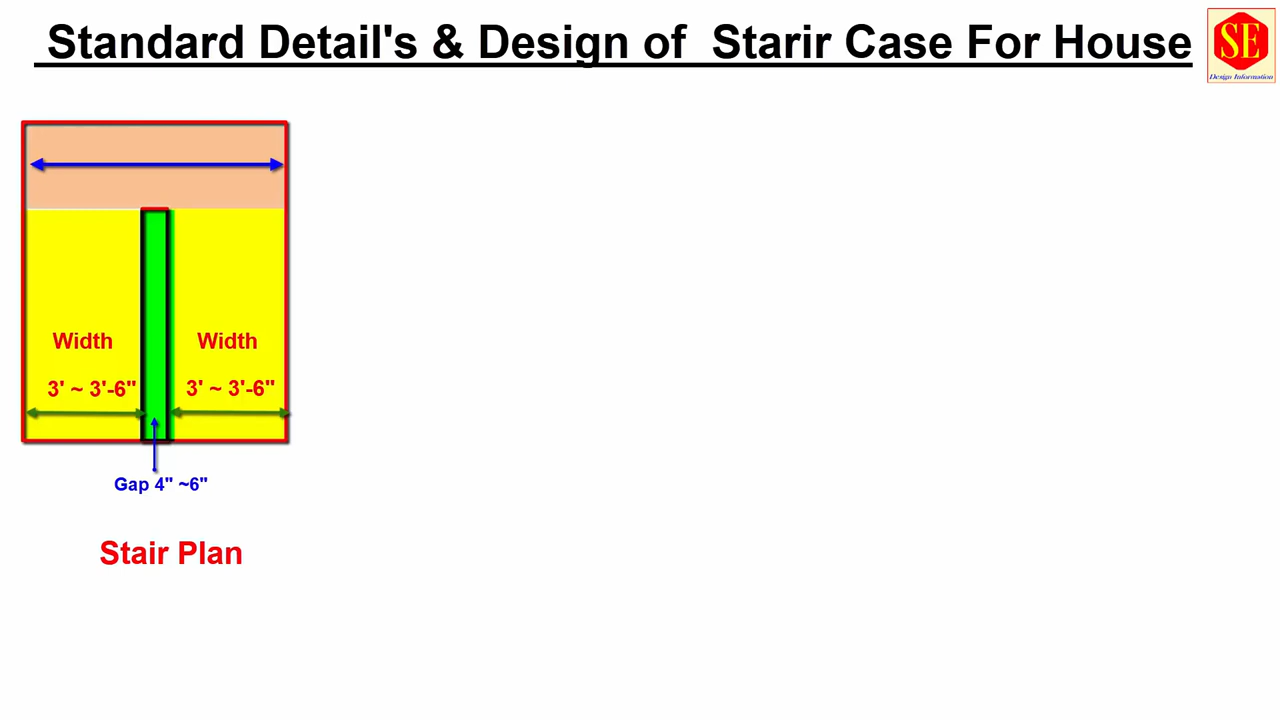 Standard Detail's & Design of Starir Case For House
SE
Design Information
Width Width
3' ~ 3'-6" 3' ~ 3'-6"
Gap 4" ~6"
Stair Plan